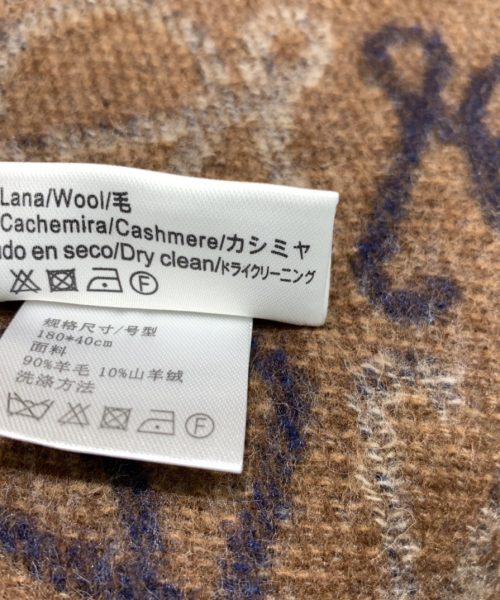 Lana/Wool/毛
Cachemira/Cashmere/カシミヤ
en seco/Dry clean/ドライクリーニング
F
规格尺寸/号型
180*40cm
面料
90%羊毛 10%山羊绒
洗涤方法
F